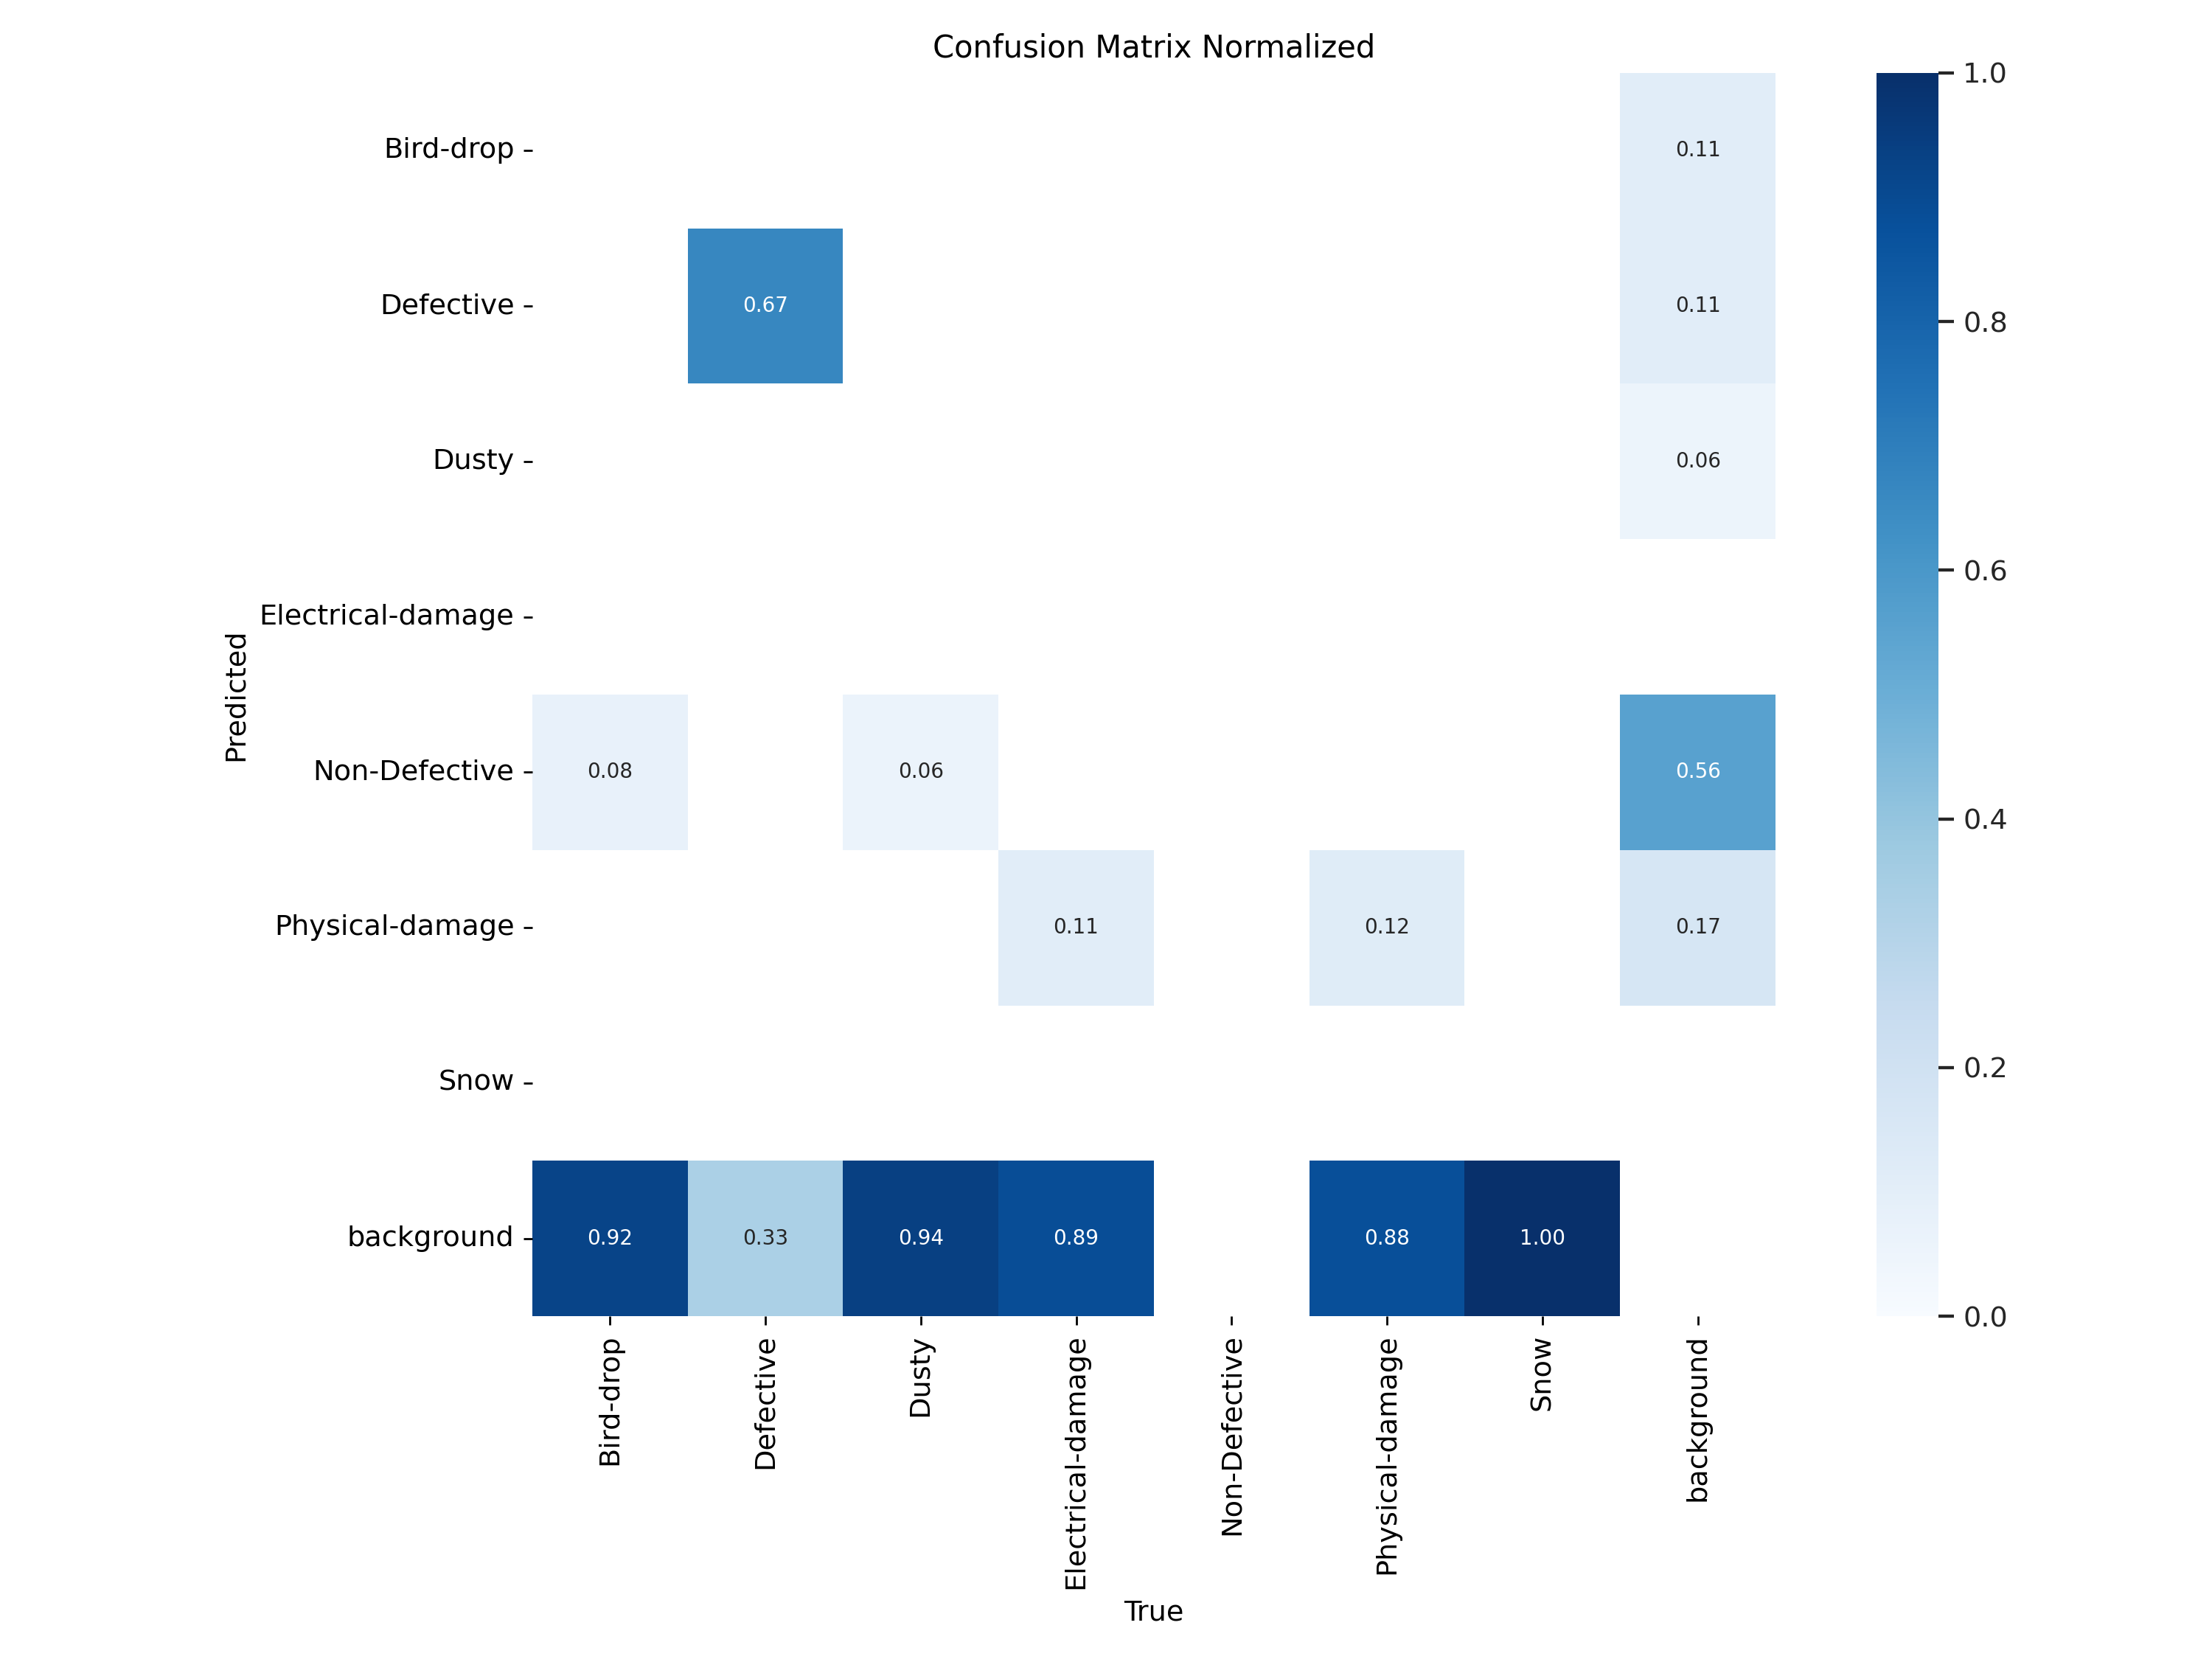 Confusion Matrix Normalized
Bird-drop
0.11
1.0
Defective
0.67
0.11
0.8
Dusty
0.06
0.6
Electrical-damage
Predicted
Non-Defective
0.08
0.06
0.56
0.4
Physical-damage
0.11
0.12
0.17
0.2
Snow
background
0.92
0.33
0.94
0.89
0.88
1.00
0.0
Bird-drop
Defective
Dusty
Electrical-damage
Non-Defective
Physical-damage
Snow
background
True